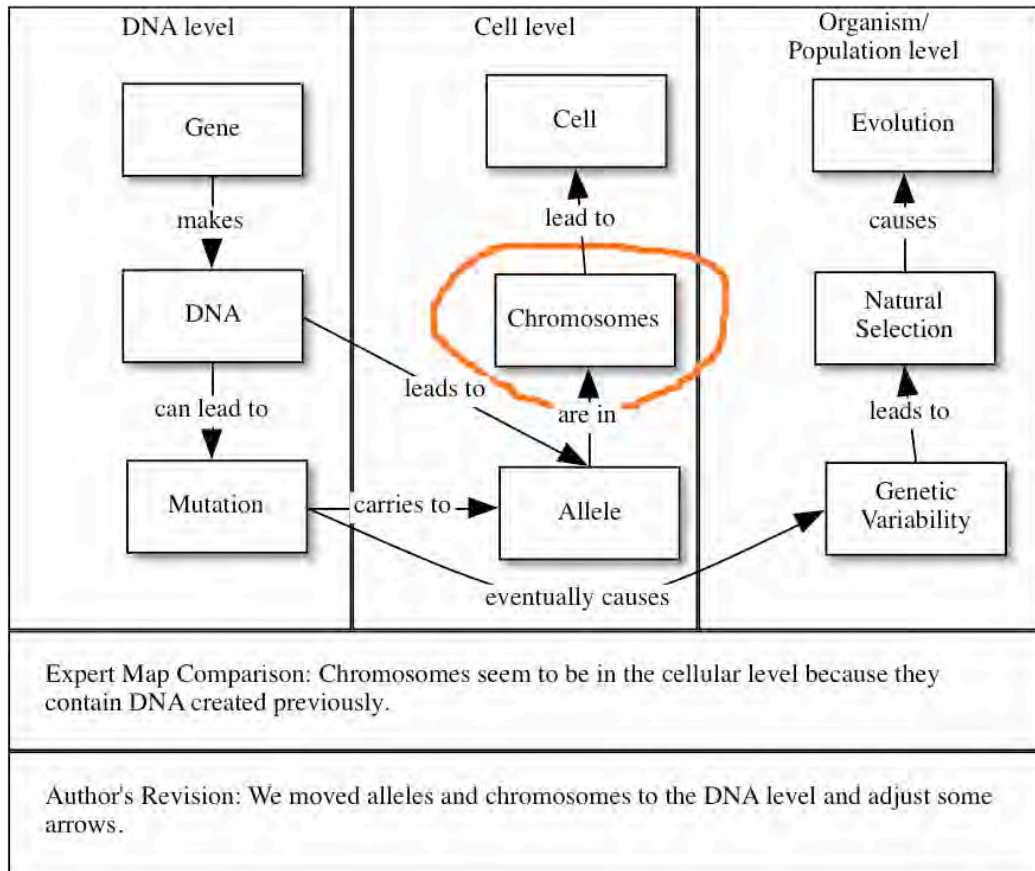 DNA level
Cell level
Organism/
Population level
Gene
makes
DNA
can lead to
Mutation
Cell
lead to
Chromosomes
leads to
are in
carries to
Allele
eventually causes
Evolution
causes
Natural
Selection
leads to
Genetic
Variability
Expert Map Comparison: Chromosomes seem to be in the cellular level because they
contain DNA created previously.
Author's Revision: We moved alleles and chromosomes to the DNA level and adjust some
arrows.